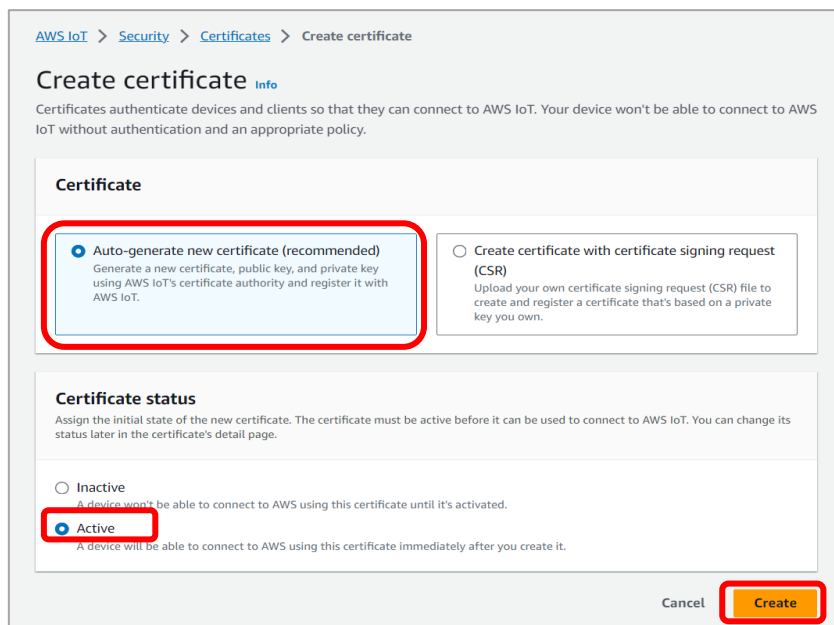 AWS IoT > Security > Certificates > Create certificate
Create certificate Info
Certificates authenticate devices and clients so that they can connect to AWS IoT. Your device won't be able to connect to AWS
IoT without authentication and an appropriate policy.
Certificate
Auto-generate new certificate (recommended)
Generate a new certificate, public key, and private key
using AWS IoT's certificate authority and register it with
AWS IoT.
Create certificate with certificate signing request
(CSR)
Upload your own certificate signing request (CSR) file to
create and register a certificate that's based on a private
key you own.
Certificate status
Assign the initial state of the new certificate. The certificate must be active before it can be used to connect to AWS IoT. You can change its
status later in the certificate's detail page.
Inactive
A device won't be able to connect to AWS using this certificate until it's activated.
Active
A device will be able to connect to AWS using this certificate immediately after you create it.
Cancel
Create